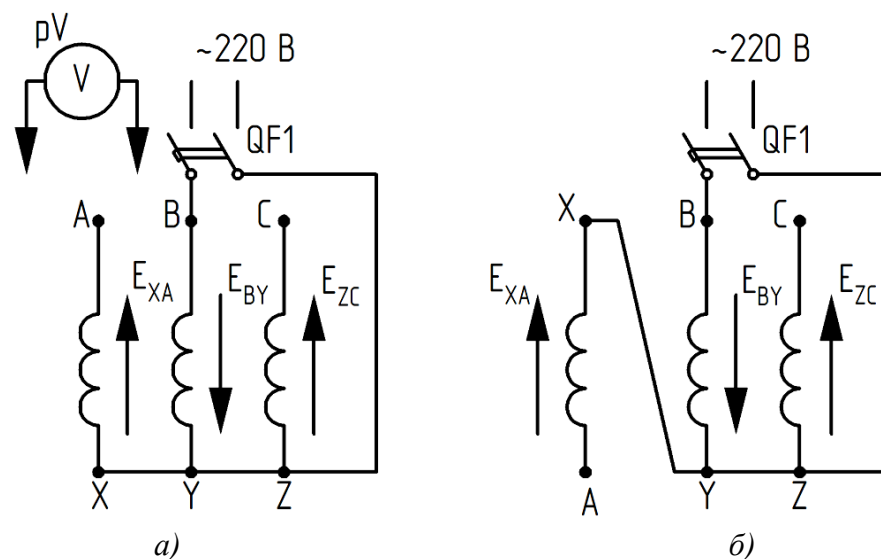 pV
V
~220 В
QF1
A
B
C
E_XA
E_BY
E_ZC
X
Y
Z
а)
~220 В
QF1
X
B
C
E_XA
E_BY
E_ZC
A
Y
Z
б)